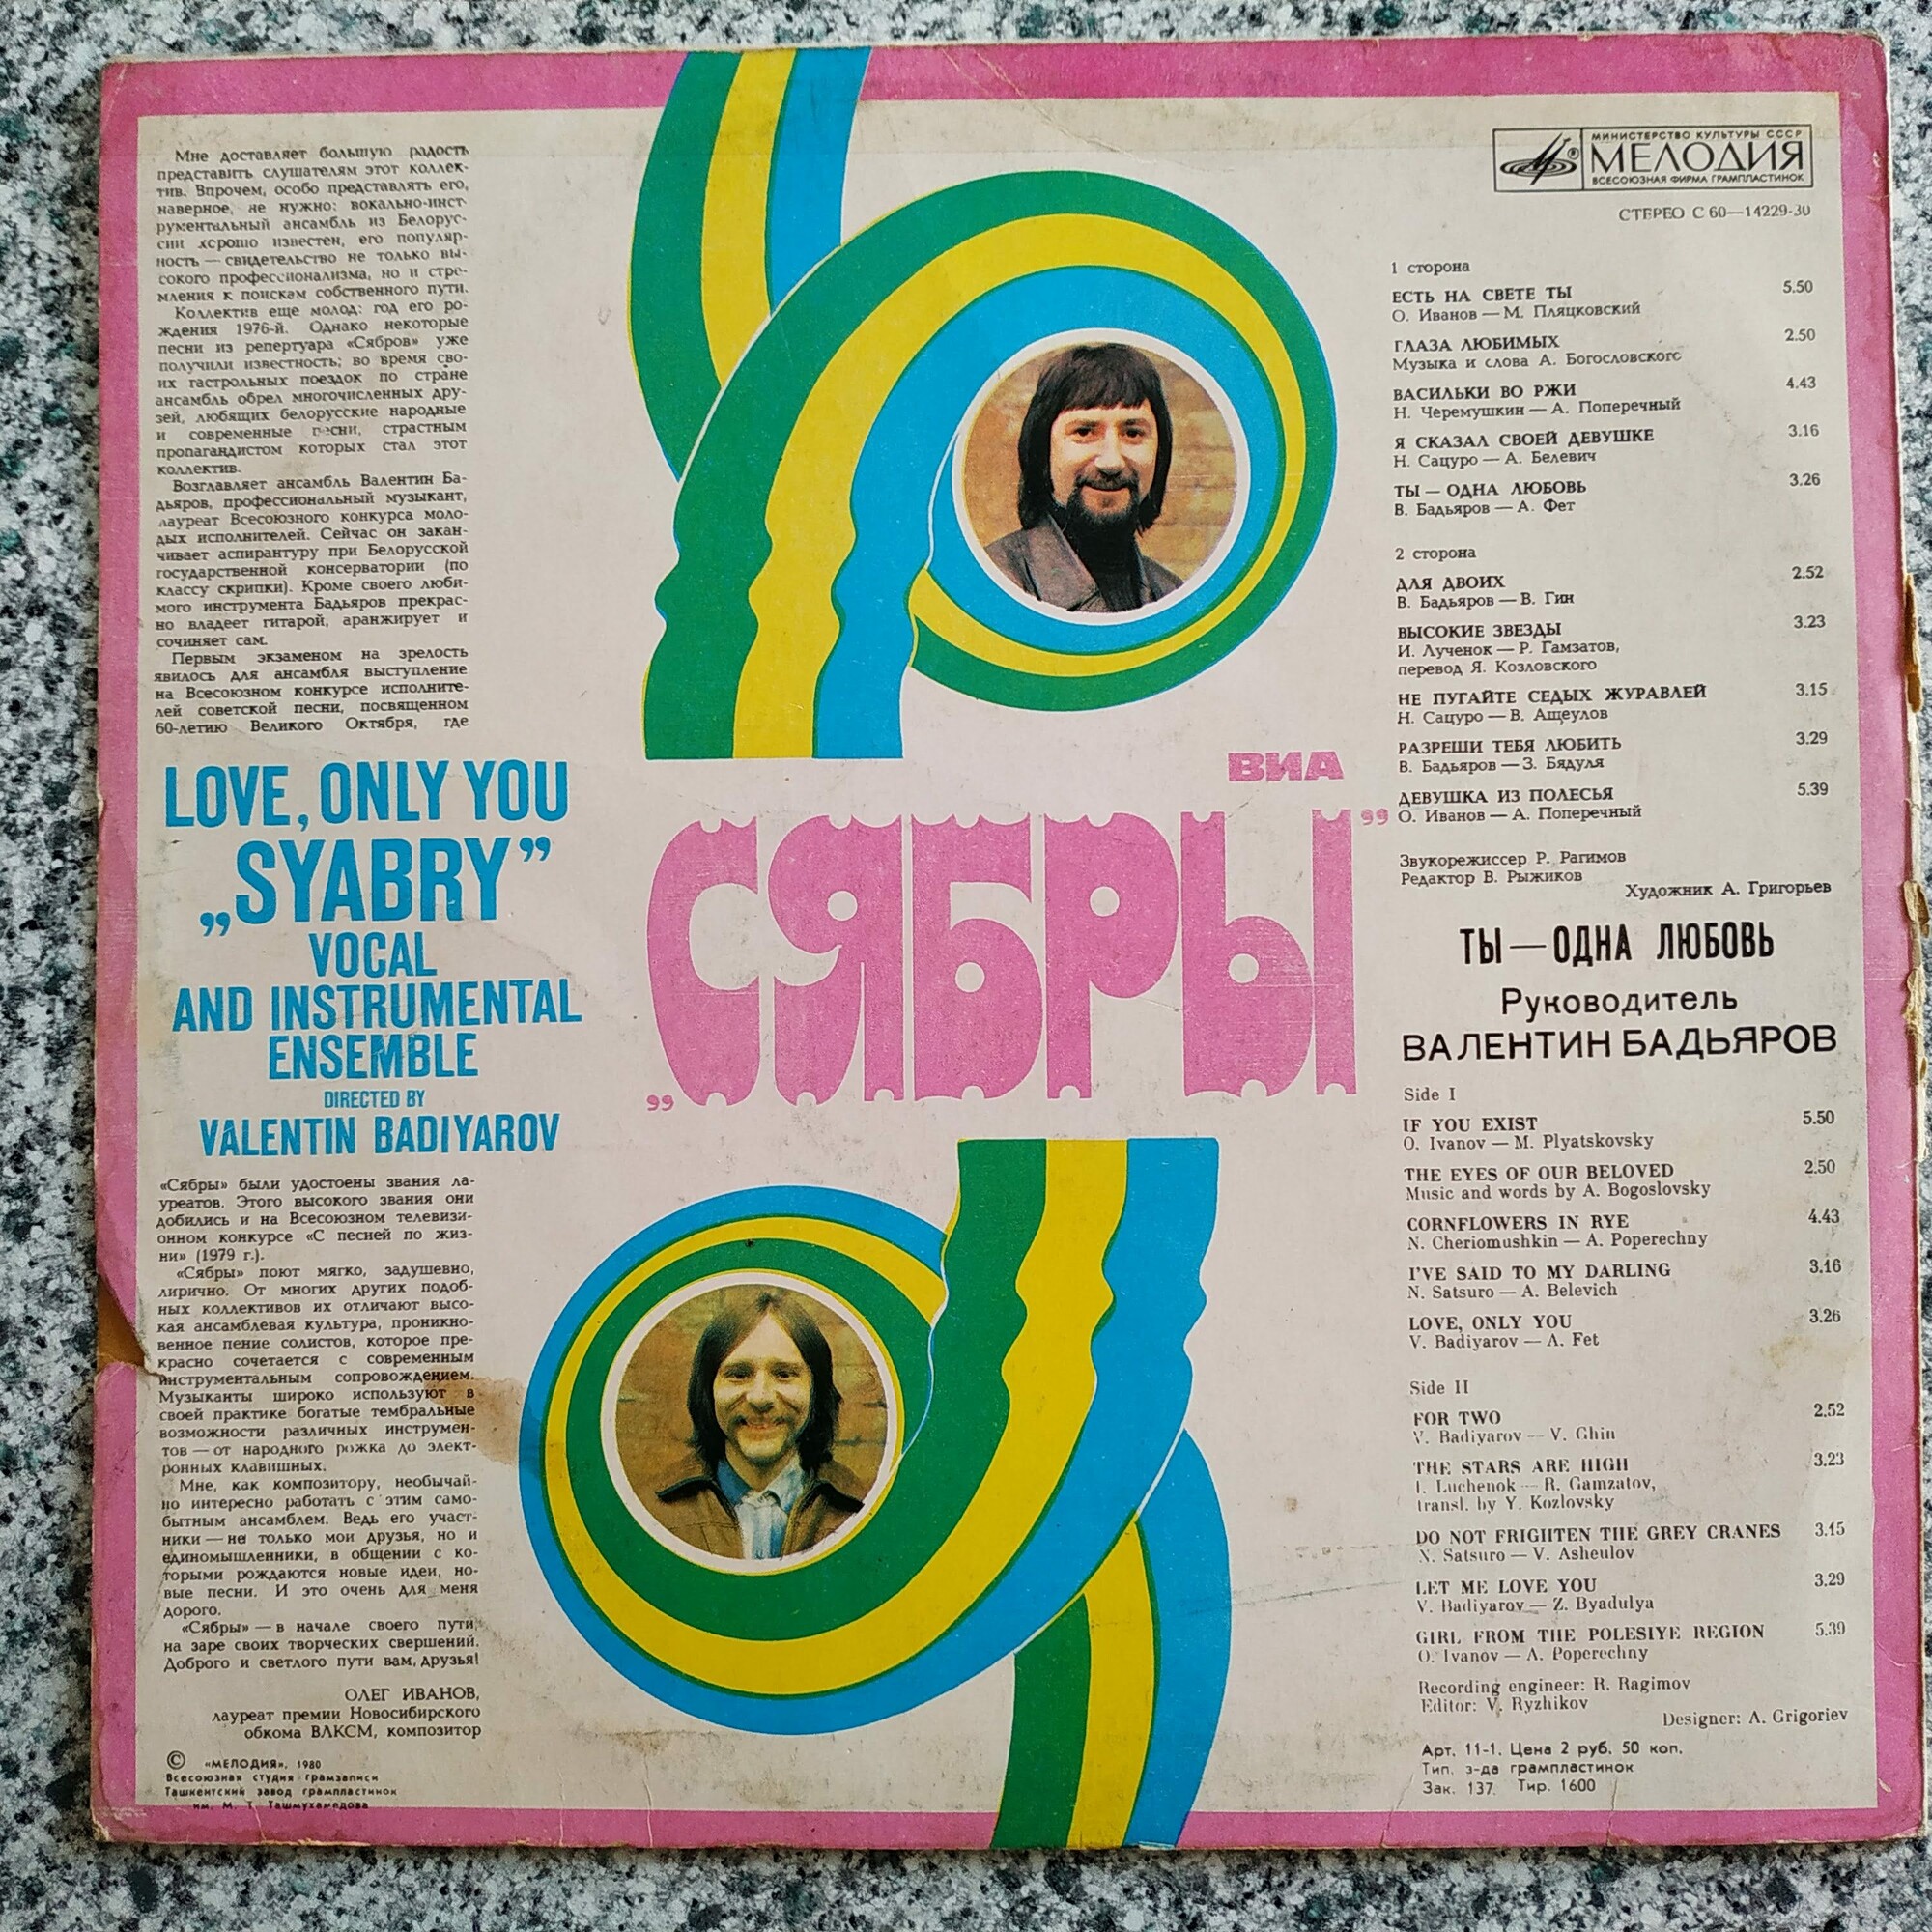 Мне доставляет большую радость
представить слушателям этот коллек-
тив. Впрочем, особо представлять его,
наверное, не нужно: вокально-инст-
рументальный ансамбль из Белорус-
сии хорошо известен, его популяр-
ность — свидетельство не только вы-
сокого профессионализма, но и стре-
мления к поискам собственного пути.
Коллектив еще молод: год его ро-
ждения 1976-й. Однако некоторые
песни из репертуара «Сябров» уже
получили известность; во время сво-
их гастрольных поездок по стране
ансамбль обрел многочисленных дру-
зей, любящих белорусские народные
и современные песни, страстным
пропагандистом которых стал этот
коллектив.
Возглавляет ансамбль Валентин Ба-
дьяров, профессиональный музыкант,
лауреат Всесоюзного конкурса моло-
дых исполнителей. Сейчас он закан-
чивает аспирантуру при Белорусской
государственной консерватории (по
классу скрипки). Кроме своего люби-
мого инструмента Бадьяров прекрас-
но владеет гитарой, аранжирует и
сочиняет сам.
Первым экзаменом на зрелость
явилось для ансамбля выступление
на Всесоюзном конкурсе исполните-
лей советской песни, посвященном
60-летию Великого Октября, где
LOVE, ONLY YOU
„SYABRY”
VOCAL
AND INSTRUMENTAL
ENSEMBLE
DIRECTED BY
VALENTIN BADIYAROV
«Сябры» были удостоены звания ла-
уреатов. Этого высокого звания они
добились и на Всесоюзном телевизи-
онном конкурсе «С песней по жиз-
ни» (1979 г.).
«Сябры» поют мягко, задушевно,
лирично. От многих других подоб-
ных коллективов их отличают высо-
кая ансамблевая культура, проникно-
венное пение солистов, которое пре-
красно сочетается с современным
инструментальным сопровождением.
Музыканты широко используют в
своей практике богатые тембральные
возможности различных инструмен-
тов — от народного рожка до элект-
ронных клавишных.
Мне, как композитору, необычай-
но интересно работать с этим само-
бытным ансамблем. Ведь его участ-
ники — не только мои друзья, но и
единомышленники, в общении с ко-
торыми рождаются новые идеи, но-
вые песни. И это очень для меня
дорого.
«Сябры» — в начале своего пути,
на заре своих творческих свершений.
Доброго и светлого пути вам, друзья!
ОЛЕГ ИВАНОВ,
лауреат премии Новосибирского
обкома ВЛКСМ, композитор
© «МЕЛОДИЯ», 1980
Всесоюзная студия грамзаписи
Ташкентский завод грампластинок
им. М. Т. Ташмухамедова
ВИА
„СЯБРЫ”
МИНИСТЕРСТВО КУЛЬТУРЫ СССР
® МЕЛОДИЯ
ВСЕСОЮЗНАЯ ФИРМА ГРАМПЛАСТИНОК
СТЕРЕО С 60—14229-30
1 сторона
ЕСТЬ НА СВЕТЕ ТЫ 5.50
О. Иванов — М. Пляцковский
ГЛАЗА ЛЮБИМЫХ 2.50
Музыка и слова А. Богословского
ВАСИЛЬКИ ВО РЖИ 4.43
Н. Черемушкин — А. Поперечный
Я СКАЗАЛ СВОЕЙ ДЕВУШКЕ 3.16
Н. Сацуро — А. Белевич
ТЫ — ОДНА ЛЮБОВЬ 3.26
В. Бадьяров — А. Фет
2 сторона
ДЛЯ ДВОИХ 2.52
В. Бадьяров — В. Гин
ВЫСОКИЕ ЗВЕЗДЫ 3.23
И. Лученок — Р. Гамзатов,
перевод Я. Козловского
НЕ ПУГАЙТЕ СЕДЫХ ЖУРАВЛЕЙ 3.15
Н. Сацуро — В. Ащеулов
РАЗРЕШИ ТЕБЯ ЛЮБИТЬ 3.29
В. Бадьяров — З. Бядуля
ДЕВУШКА ИЗ ПОЛЕСЬЯ 5.39
О. Иванов — А. Поперечный
Звукорежиссер Р. Рагимов
Редактор В. Рыжиков
Художник А. Григорьев
ТЫ — ОДНА ЛЮБОВЬ
Руководитель
ВАЛЕНТИН БАДЬЯРОВ
Side I
IF YOU EXIST 5.50
O. Ivanov — M. Plyatskovsky
THE EYES OF OUR BELOVED 2.50
Music and words by A. Bogoslovsky
CORNFLOWERS IN RYE 4.43
N. Cheriomushkin — A. Poperechny
I'VE SAID TO MY DARLING 3.16
N. Satsuro — A. Belevich
LOVE, ONLY YOU 3.26
V. Badiyarov — A. Fet
Side II
FOR TWO 2.52
V. Badiyarov — V. Ghin
THE STARS ARE HIGH 3.23
I. Luchenok — R. Gamzatov,
transl. by Y. Kozlovsky
DO NOT FRIGHTEN THE GREY CRANES 3.15
N. Satsuro — V. Asheulov
LET ME LOVE YOU 3.29
V. Badiyarov — Z. Byadulya
GIRL FROM THE POLESIYE REGION 5.39
O. Ivanov — A. Poperechny
Recording engineer: R. Ragimov
Editor: V. Ryzhikov
Designer: A. Grigoriev
Арт. 11-1. Цена 2 руб. 50 коп.
Тип. з-да грампластинок
Зак. 137. Тир. 1600